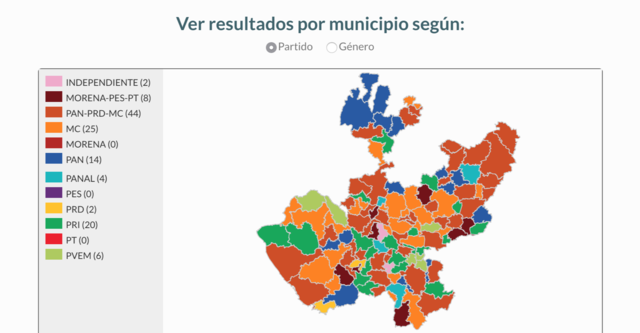 Ver resultados por municipio según:
Partido Género
INDEPENDIENTE (2)
MORENA-PES-PT (8)
PAN-PRD-MC (44)
MC (25)
MORENA (0)
PAN (14)
PANAL (4)
PES (0)
PRD (2)
PRI (20)
PT (0)
PVEM (6)